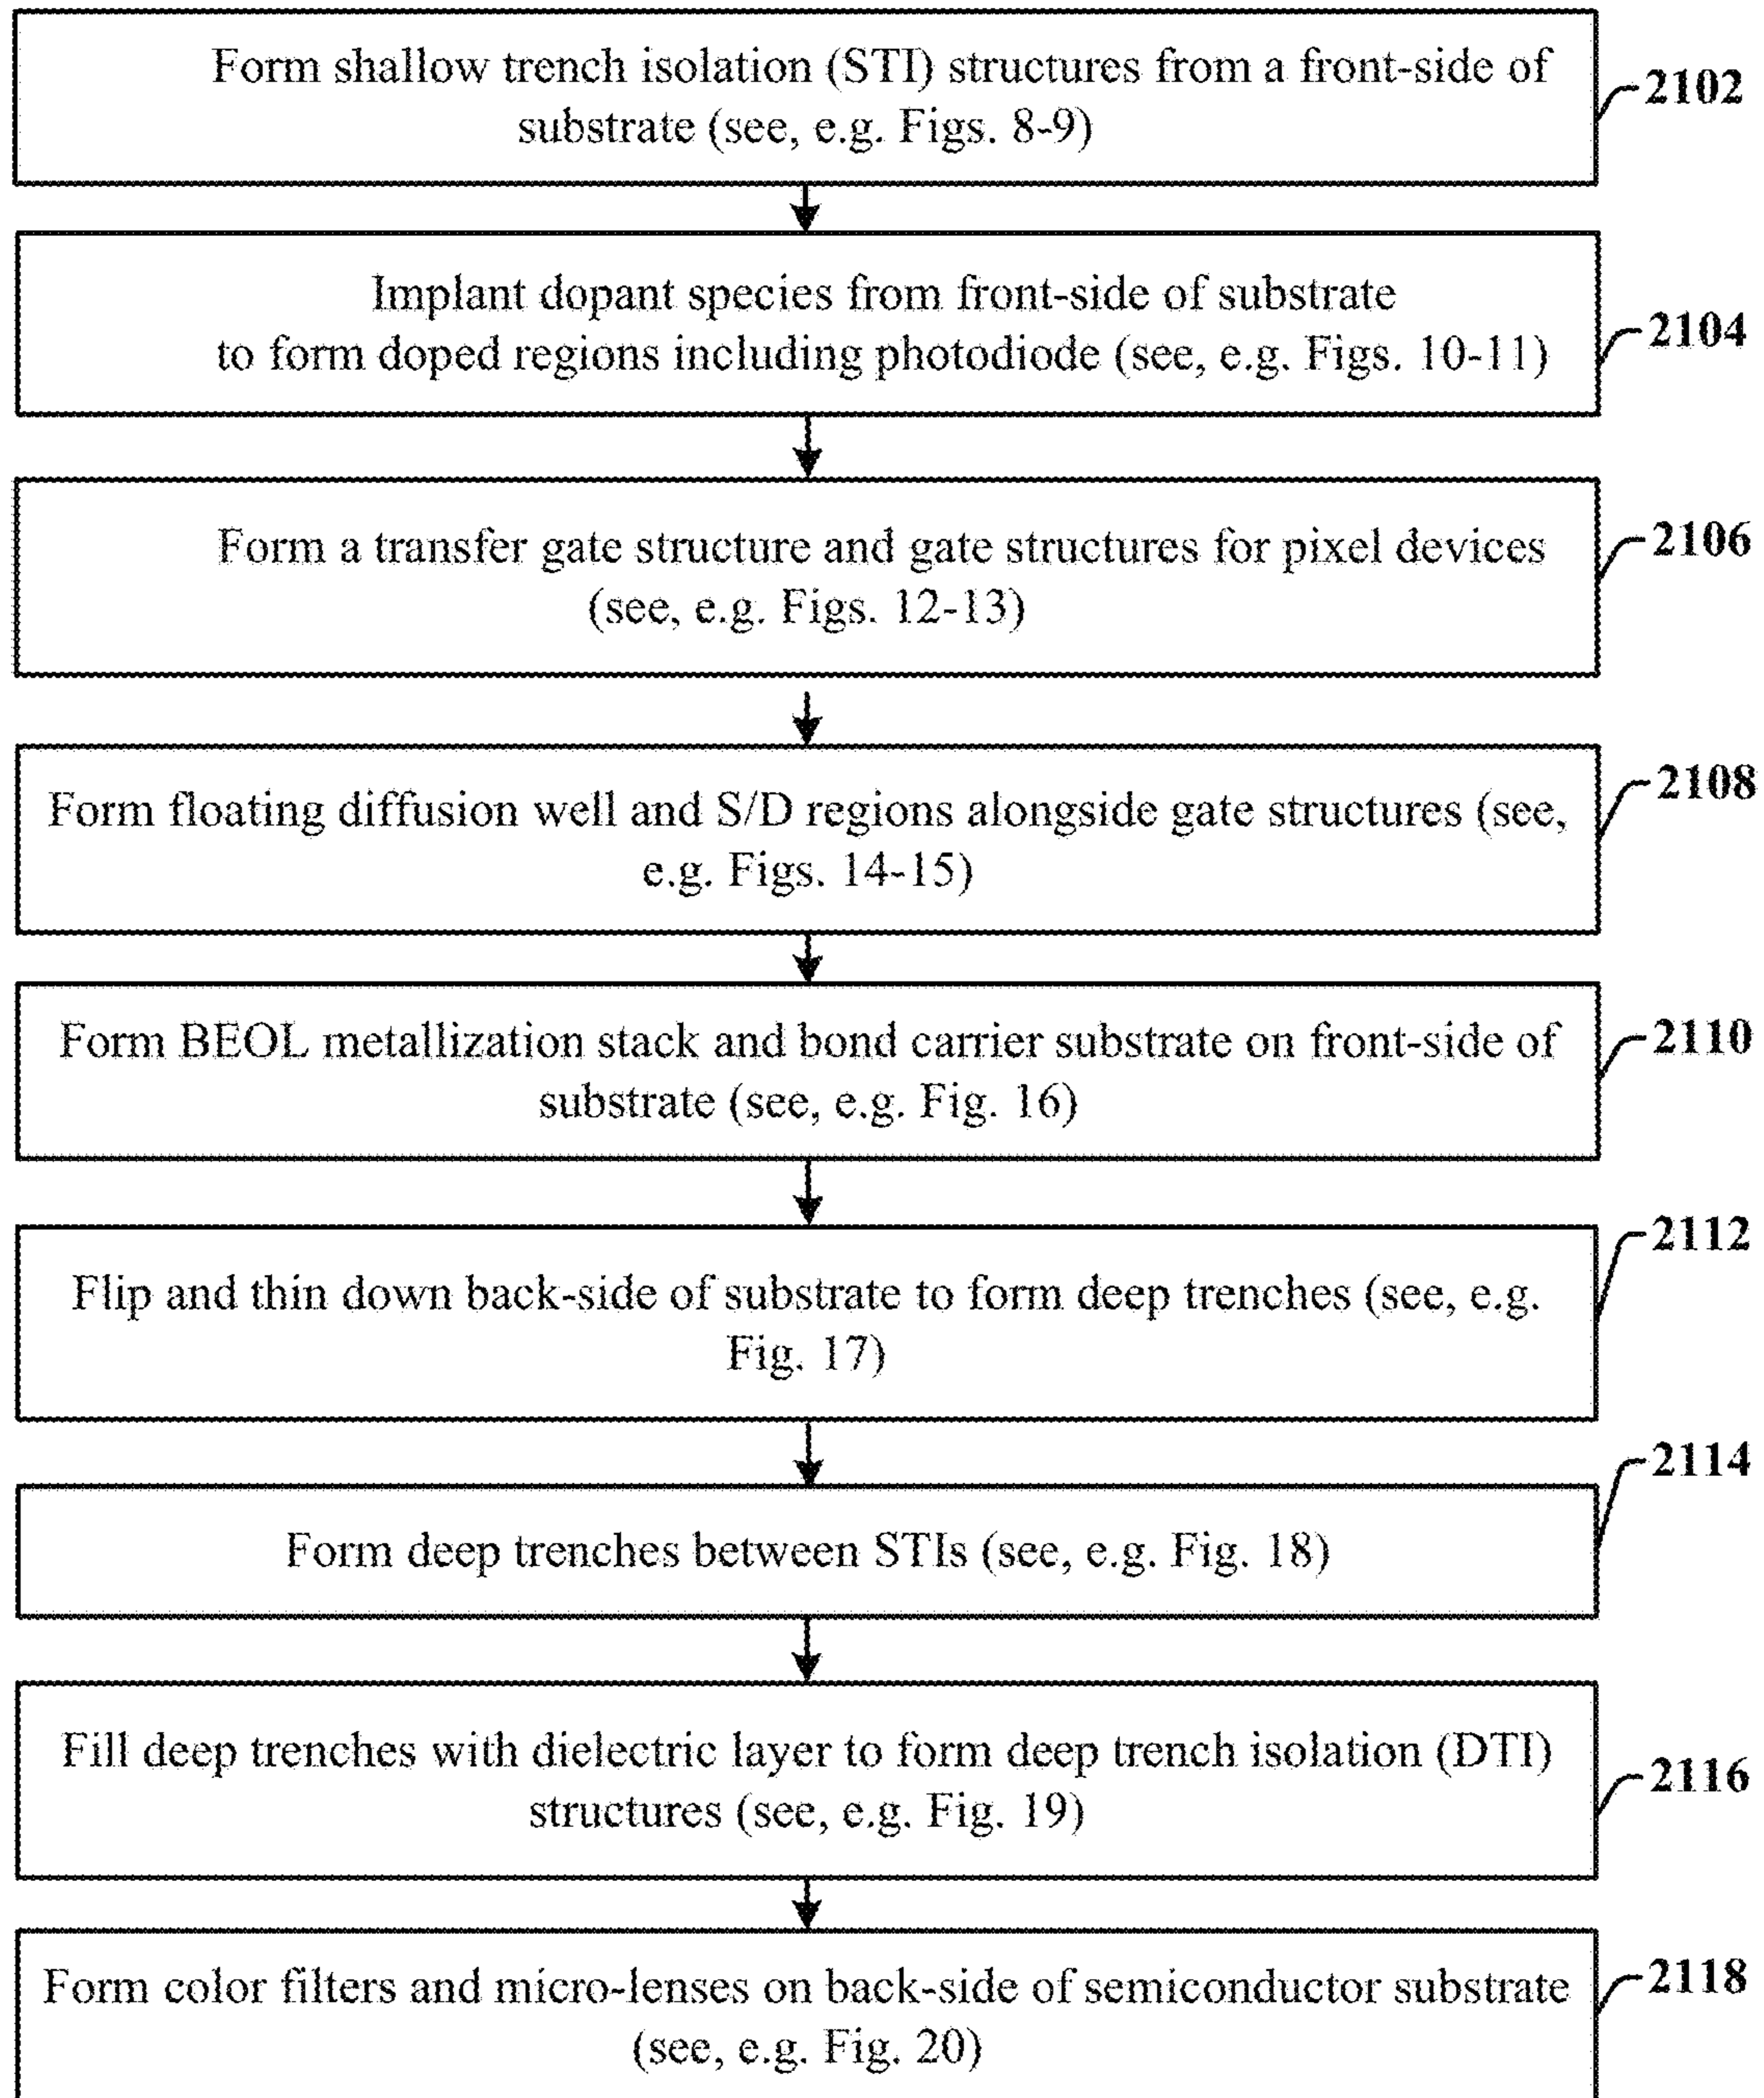 Form shallow trench isolation (STI) structures from a front-side of
substrate (see, e.g. Figs. 8-9)
2102
Implant dopant species from front-side of substrate
to form doped regions including photodiode (see, e.g. Figs. 10-11)
2104
Form a transfer gate structure and gate structures for pixel devices
(see, e.g. Figs. 12-13)
2106
Form floating diffusion well and S/D regions alongside gate structures (see,
e.g. Figs. 14-15)
2108
Form BEOL metallization stack and bond carrier substrate on front-side of
substrate (see, e.g. Fig. 16)
2110
Flip and thin down back-side of substrate to form deep trenches (see, e.g.
Fig. 17)
2112
Form deep trenches between STIs (see, e.g. Fig. 18)
2114
Fill deep trenches with dielectric layer to form deep trench isolation (DTI)
structures (see, e.g. Fig. 19)
2116
Form color filters and micro-lenses on back-side of semiconductor substrate
(see, e.g. Fig. 20)
2118